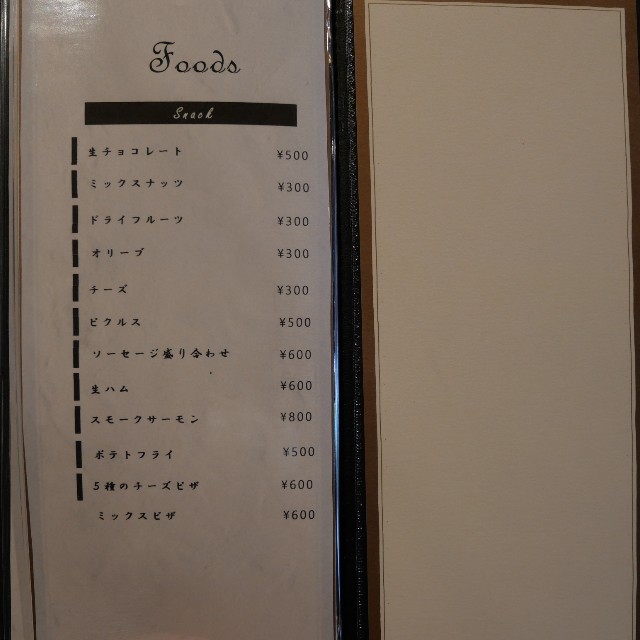 Foods
Snack
生チョコレート ¥500
ミックスナッツ ¥300
ドライフルーツ ¥300
オリーブ ¥300
チーズ ¥300
ピクルス ¥500
ソーセージ盛り合わせ ¥600
生ハム ¥600
スモークサーモン ¥800
ポテトフライ ¥500
5種のチーズピザ ¥600
ミックスピザ ¥600